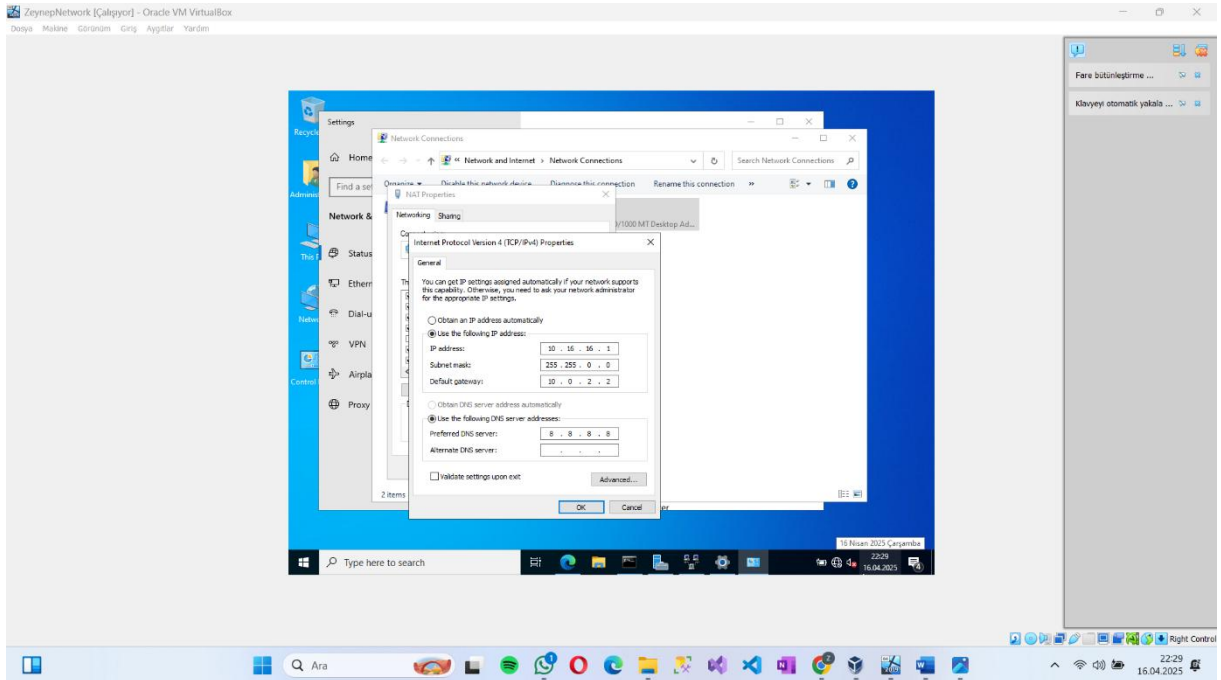 ZeynepNetwork [Çalışıyor] - Oracle VM VirtualBox
Dosya Makine Görünüm Giriş Aygıtlar Yardım
Fare bütünleştirme ...
Klavyeyi otomatik yakala ...
Settings
Network Connections
Home
Network and Internet > Network Connections
Search Network Connections
Find a set
Organize Disable this network device Diagnose this connection Rename this connection »
NAT Properties
Network &
Networking Sharing
/1000 MT Desktop Ad...
Internet Protocol Version 4 (TCP/IPv4) Properties
Status
General
You can get IP settings assigned automatically if your network supports
this capability. Otherwise, you need to ask your network administrator
for the appropriate IP settings.
Ethern
Dial-u
Obtain an IP address automatically
Use the following IP address:
VPN
IP address: 10 . 16 . 16 . 1
Subnet mask: 255 . 255 . 0 . 0
Airpla
Default gateway: 10 . 0 . 2 . 2
Proxy
Obtain DNS server address automatically
Use the following DNS server addresses:
Preferred DNS server: 8 . 8 . 8 . 8
Alternate DNS server: . . .
Validate settings upon exit
Advanced...
2 items
OK Cancel
16 Nisan 2025 Çarşamba
Type here to search
22:29
16.04.2025
Right Control
Ara
22:29
16.04.2025